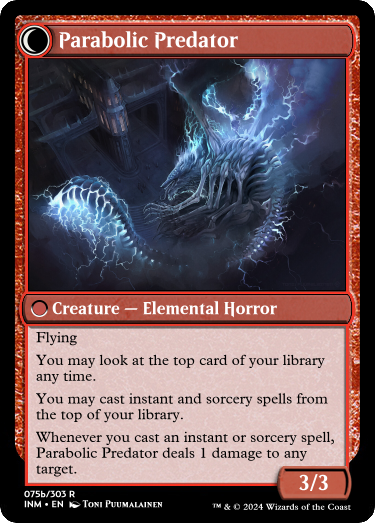 Parabolic Predator
Creature — Elemental Horror
Flying
You may look at the top card of your library
any time.
You may cast instant and sorcery spells from
the top of your library.
Whenever you cast an instant or sorcery spell,
Parabolic Predator deals 1 damage to any
target.
3/3
075b/303 R
INM • EN Toni Puumalainen
™ & © 2024 Wizards of the Coast